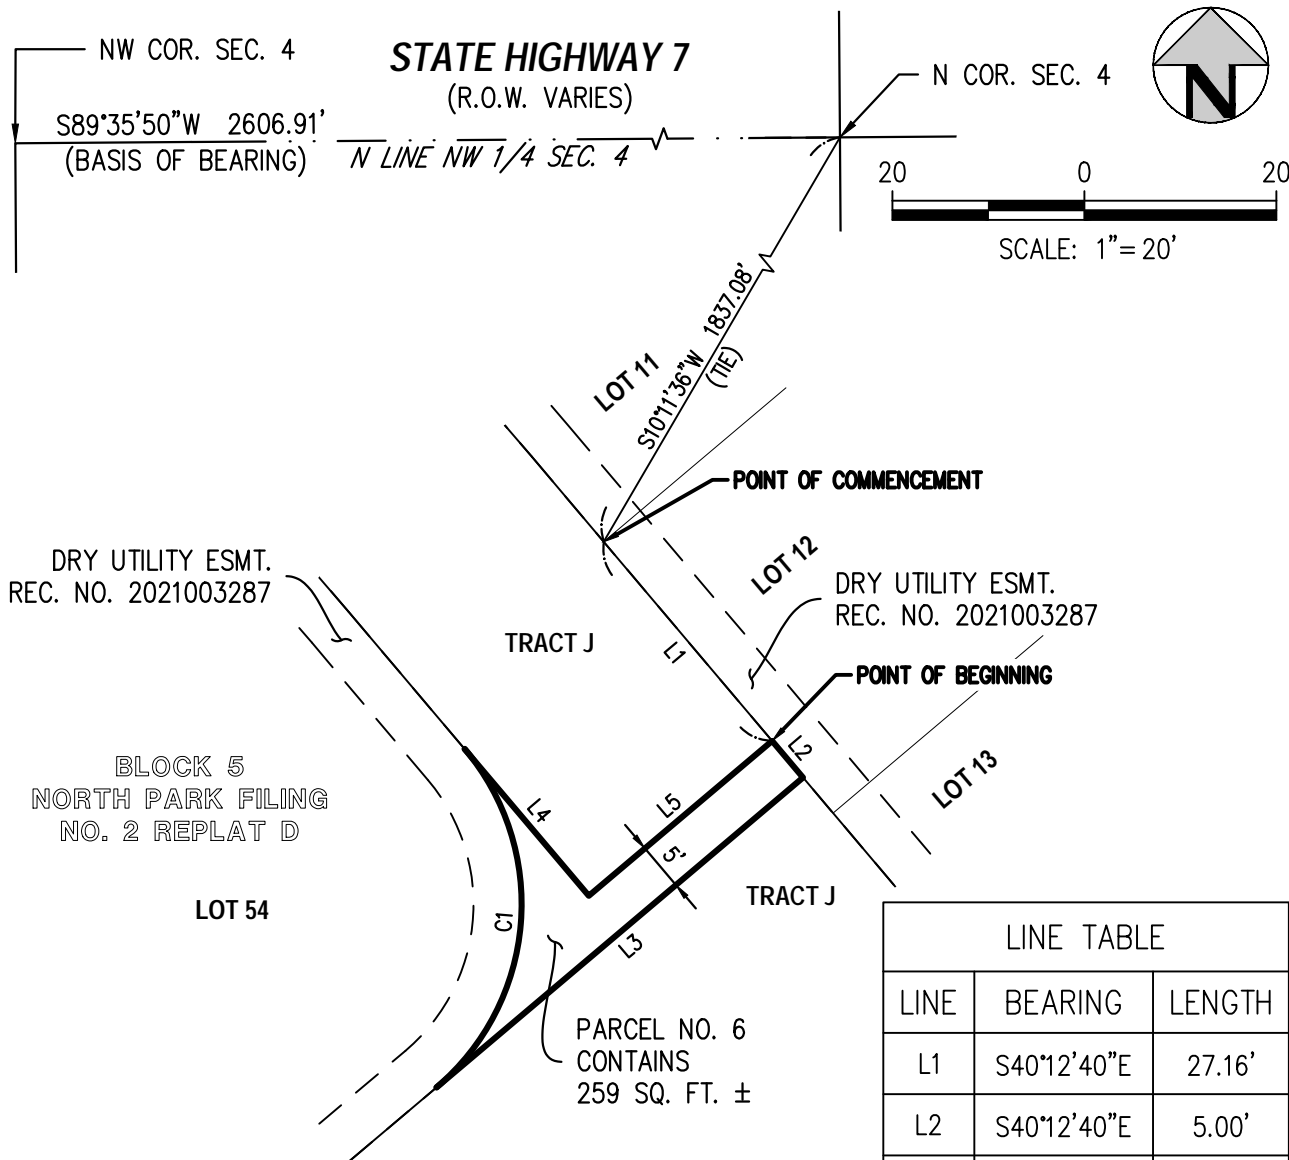 NW COR. SEC. 4
STATE HIGHWAY 7
(R.O.W. VARIES)
N COR. SEC. 4
N
S89°35'50"W 2606.91'
(BASIS OF BEARING)
N LINE NW 1/4 SEC. 4
20 0 20
SCALE: 1"=20'
S10°11'36"W 1837.08'
(TIE)
LOT 11
POINT OF COMMENCEMENT
LOT 12
DRY UTILITY ESMT.
REC. NO. 2021003287
DRY UTILITY ESMT.
REC. NO. 2021003287
TRACT J
L1
POINT OF BEGINNING
L2
LOT 13
BLOCK 5
NORTH PARK FILING
NO. 2 REPLAT D
L4
L5
5'
LOT 54
C1
L3
TRACT J
PARCEL NO. 6
CONTAINS
259 SQ. FT. ±
LINE TABLE
LINE BEARING LENGTH
L1 S40°12'40"E 27.16'
L2 S40°12'40"E 5.00'